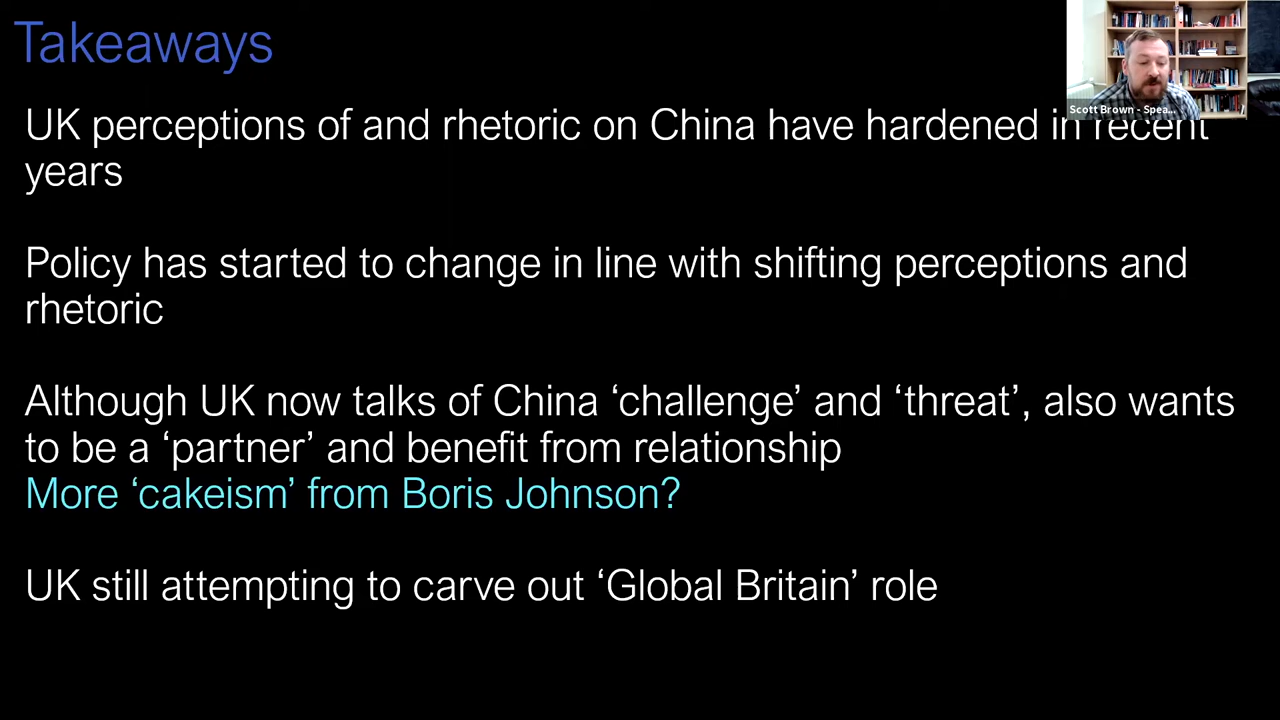 Takeaways
Scott Brown - Spea...
UK perceptions of and rhetoric on China have hardened in recent
years
Policy has started to change in line with shifting perceptions and
rhetoric
Although UK now talks of China ‘challenge’ and ‘threat’, also wants
to be a ‘partner’ and benefit from relationship
More ‘cakeism’ from Boris Johnson?
UK still attempting to carve out ‘Global Britain’ role